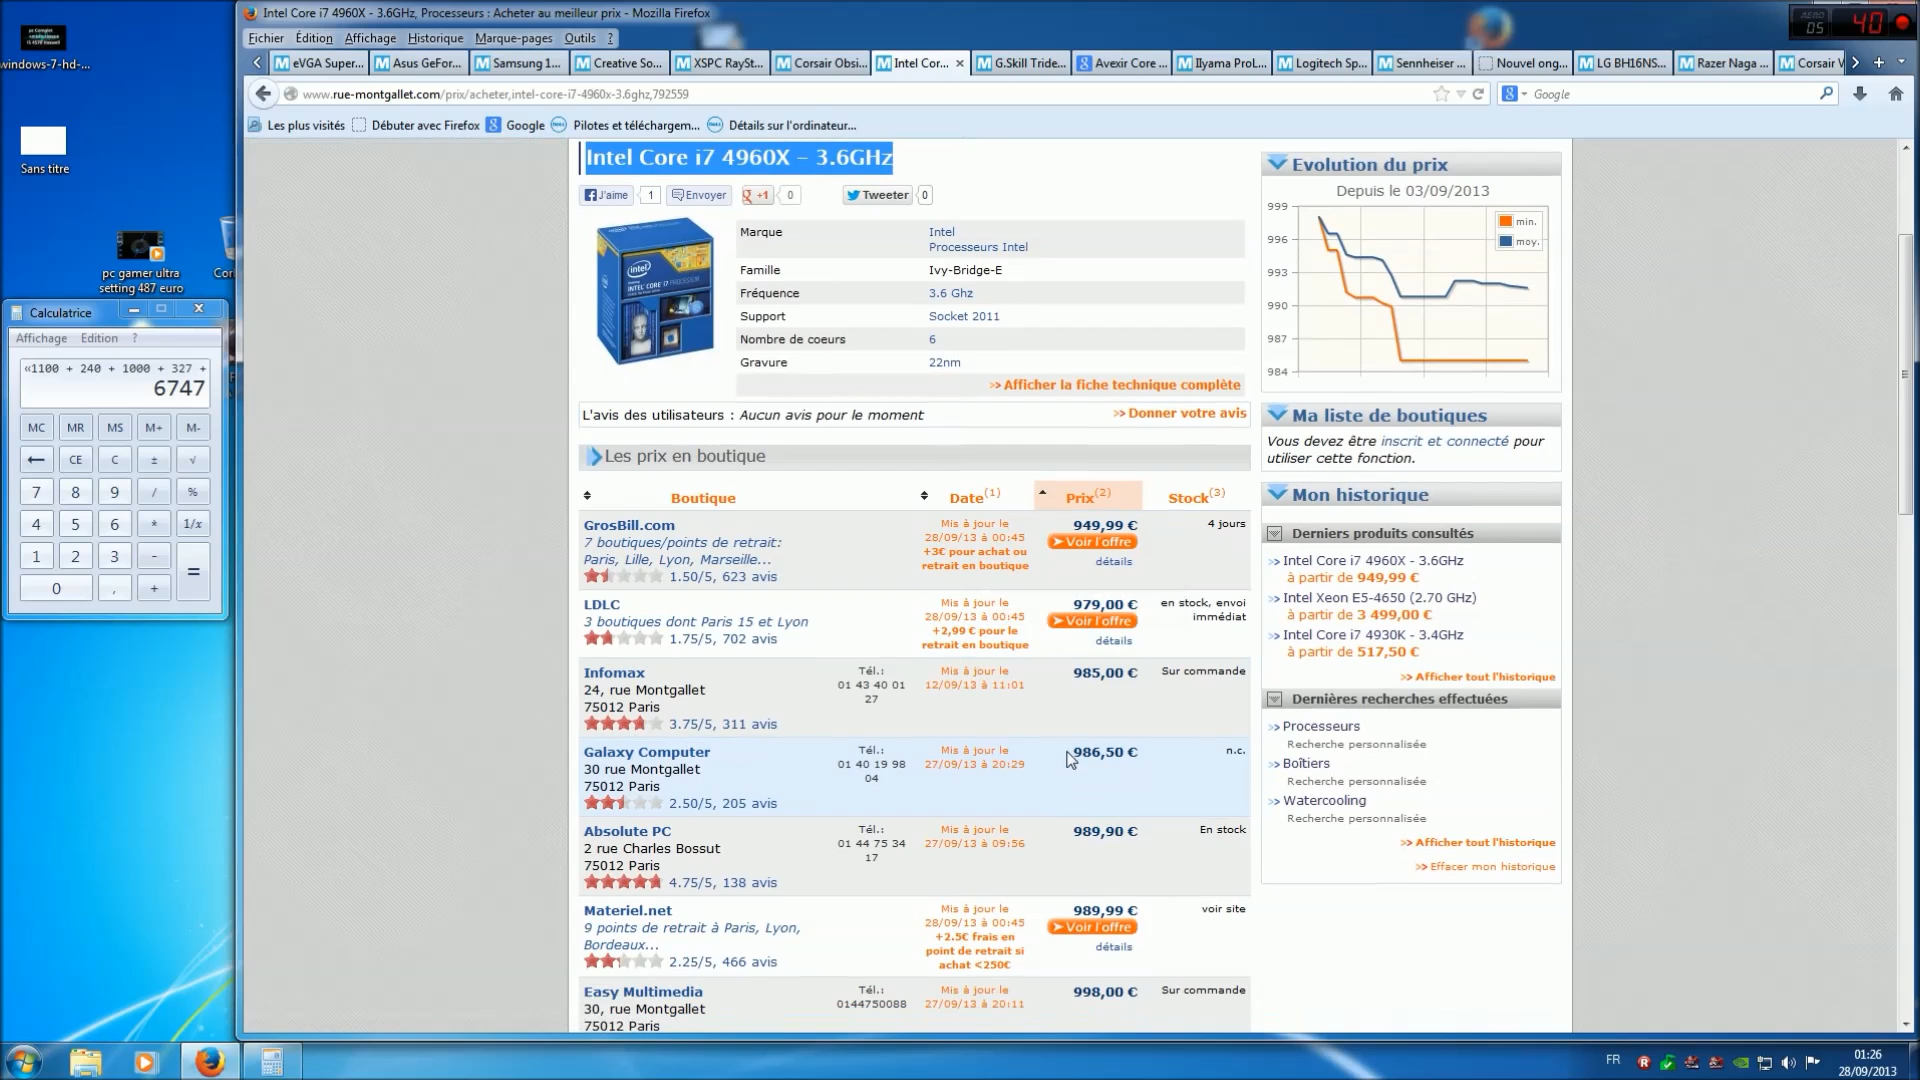 Intel Core i7 4960X - 3.6GHz, Processeurs : Acheter au meilleur prix - Mozilla Firefox
AERO
05
40
windows-7-hd-...
Fichier Édition Affichage Historique Marque-pages Outils ?
eVGA Super... Asus GeFor... Samsung 1... Creative So... XSPC RaySt... Corsair Obsi... Intel Cor... G.Skill Tride... Avexir Core ... Iiyama ProL... Logitech Sp... Sennheiser ... Nouvel ong... LG BH16NS... Razer Naga ... Corsair V
www.rue-montgallet.com/prix/acheter,intel-core-i7-4960x-3.6ghz,792559
Google
Les plus visités Débuter avec Firefox Google Pilotes et téléchargem... Détails sur l'ordinateur...
Sans titre
pc gamer ultra
setting 487 euro
Intel Core i7 4960X – 3.6GHz
J'aime 1 Envoyer +1 0 Tweeter 0
Marque Intel
Processeurs Intel
Famille Ivy-Bridge-E
Fréquence 3.6 Ghz
Support Socket 2011
Nombre de coeurs 6
Gravure 22nm
>> Afficher la fiche technique complète
L'avis des utilisateurs : Aucun avis pour le moment >> Donner votre avis
Les prix en boutique
Boutique Date(1) Prix(2) Stock(3)
GrosBill.com
7 boutiques/points de retrait:
Paris, Lille, Lyon, Marseille...
1.50/5, 623 avis
Mis à jour le
28/09/13 à 00:45
+3€ pour achat ou
retrait en boutique
949,99 €
Voir l'offre
détails
4 jours
LDLC
3 boutiques dont Paris 15 et Lyon
1.75/5, 702 avis
Mis à jour le
28/09/13 à 00:45
+2,99 € pour le
retrait en boutique
979,00 €
Voir l'offre
détails
en stock, envoi
immédiat
Infomax
24, rue Montgallet
75012 Paris
3.75/5, 311 avis
Tél.:
01 43 40 01
27
Mis à jour le
12/09/13 à 11:01
985,00 €
Sur commande
Galaxy Computer
30 rue Montgallet
75012 Paris
2.50/5, 205 avis
Tél.:
01 40 19 98
04
Mis à jour le
27/09/13 à 20:29
986,50 €
n.c.
Absolute PC
2 rue Charles Bossut
75012 Paris
4.75/5, 138 avis
Tél.:
01 44 75 34
17
Mis à jour le
27/09/13 à 09:56
989,90 €
En stock
Materiel.net
9 points de retrait à Paris, Lyon,
Bordeaux...
2.25/5, 466 avis
Mis à jour le
28/09/13 à 00:45
+2.5€ frais en
point de retrait si
achat <250€
989,99 €
Voir l'offre
détails
voir site
Easy Multimedia
30, rue Montgallet
75012 Paris
Tél.:
0144750088
Mis à jour le
27/09/13 à 20:11
998,00 €
Sur commande
Evolution du prix
Depuis le 03/09/2013
999
996
993
990
987
984
min.
moy.
Ma liste de boutiques
Vous devez être inscrit et connecté pour
utiliser cette fonction.
Mon historique
Derniers produits consultés
>> Intel Core i7 4960X - 3.6GHz
à partir de 949,99 €
>> Intel Xeon E5-4650 (2.70 GHz)
à partir de 3 499,00 €
>> Intel Core i7 4930K - 3.4GHz
à partir de 517,50 €
>> Afficher tout l'historique
Dernières recherches effectuées
>> Processeurs
Recherche personnalisée
>> Boîtiers
Recherche personnalisée
>> Watercooling
Recherche personnalisée
>> Afficher tout l'historique
>> Effacer mon historique
Calculatrice
Affichage Edition ?
«1100 + 240 + 1000 + 327 +
6747
MC MR MS M+ M-
← CE C ± √
7 8 9 / %
4 5 6 * 1/x
1 2 3 - =
0 , +
FR
01:26
28/09/2013